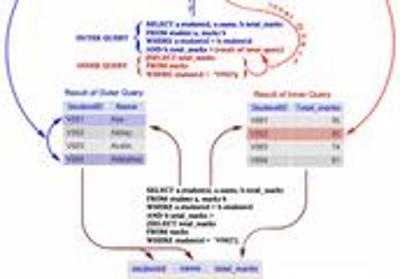 SELECT a.studentid, a.name, b.total_marks
FROM student a, marks b
WHERE a.studentid = b.studentid
AND b.total_marks > (result of inner query)
OUTER QUERY
INNER QUERY
(SELECT total_marks
FROM marks
WHERE studentid = 'V002');
Result of Outer Query
StudentID Name
V001 Abe
V002 Abhay
V003
V004
Result of Inner Query
StudentID Total_marks
V001 95
V002 80
V003 74
V004 81
SELECT a.studentid, a.name, b.total_marks
FROM student a, marks b
WHERE a.studentid = b.studentid
AND b.total_marks >
(SELECT total_marks
FROM marks
WHERE studentid = 'V002');
studentid name total_marks